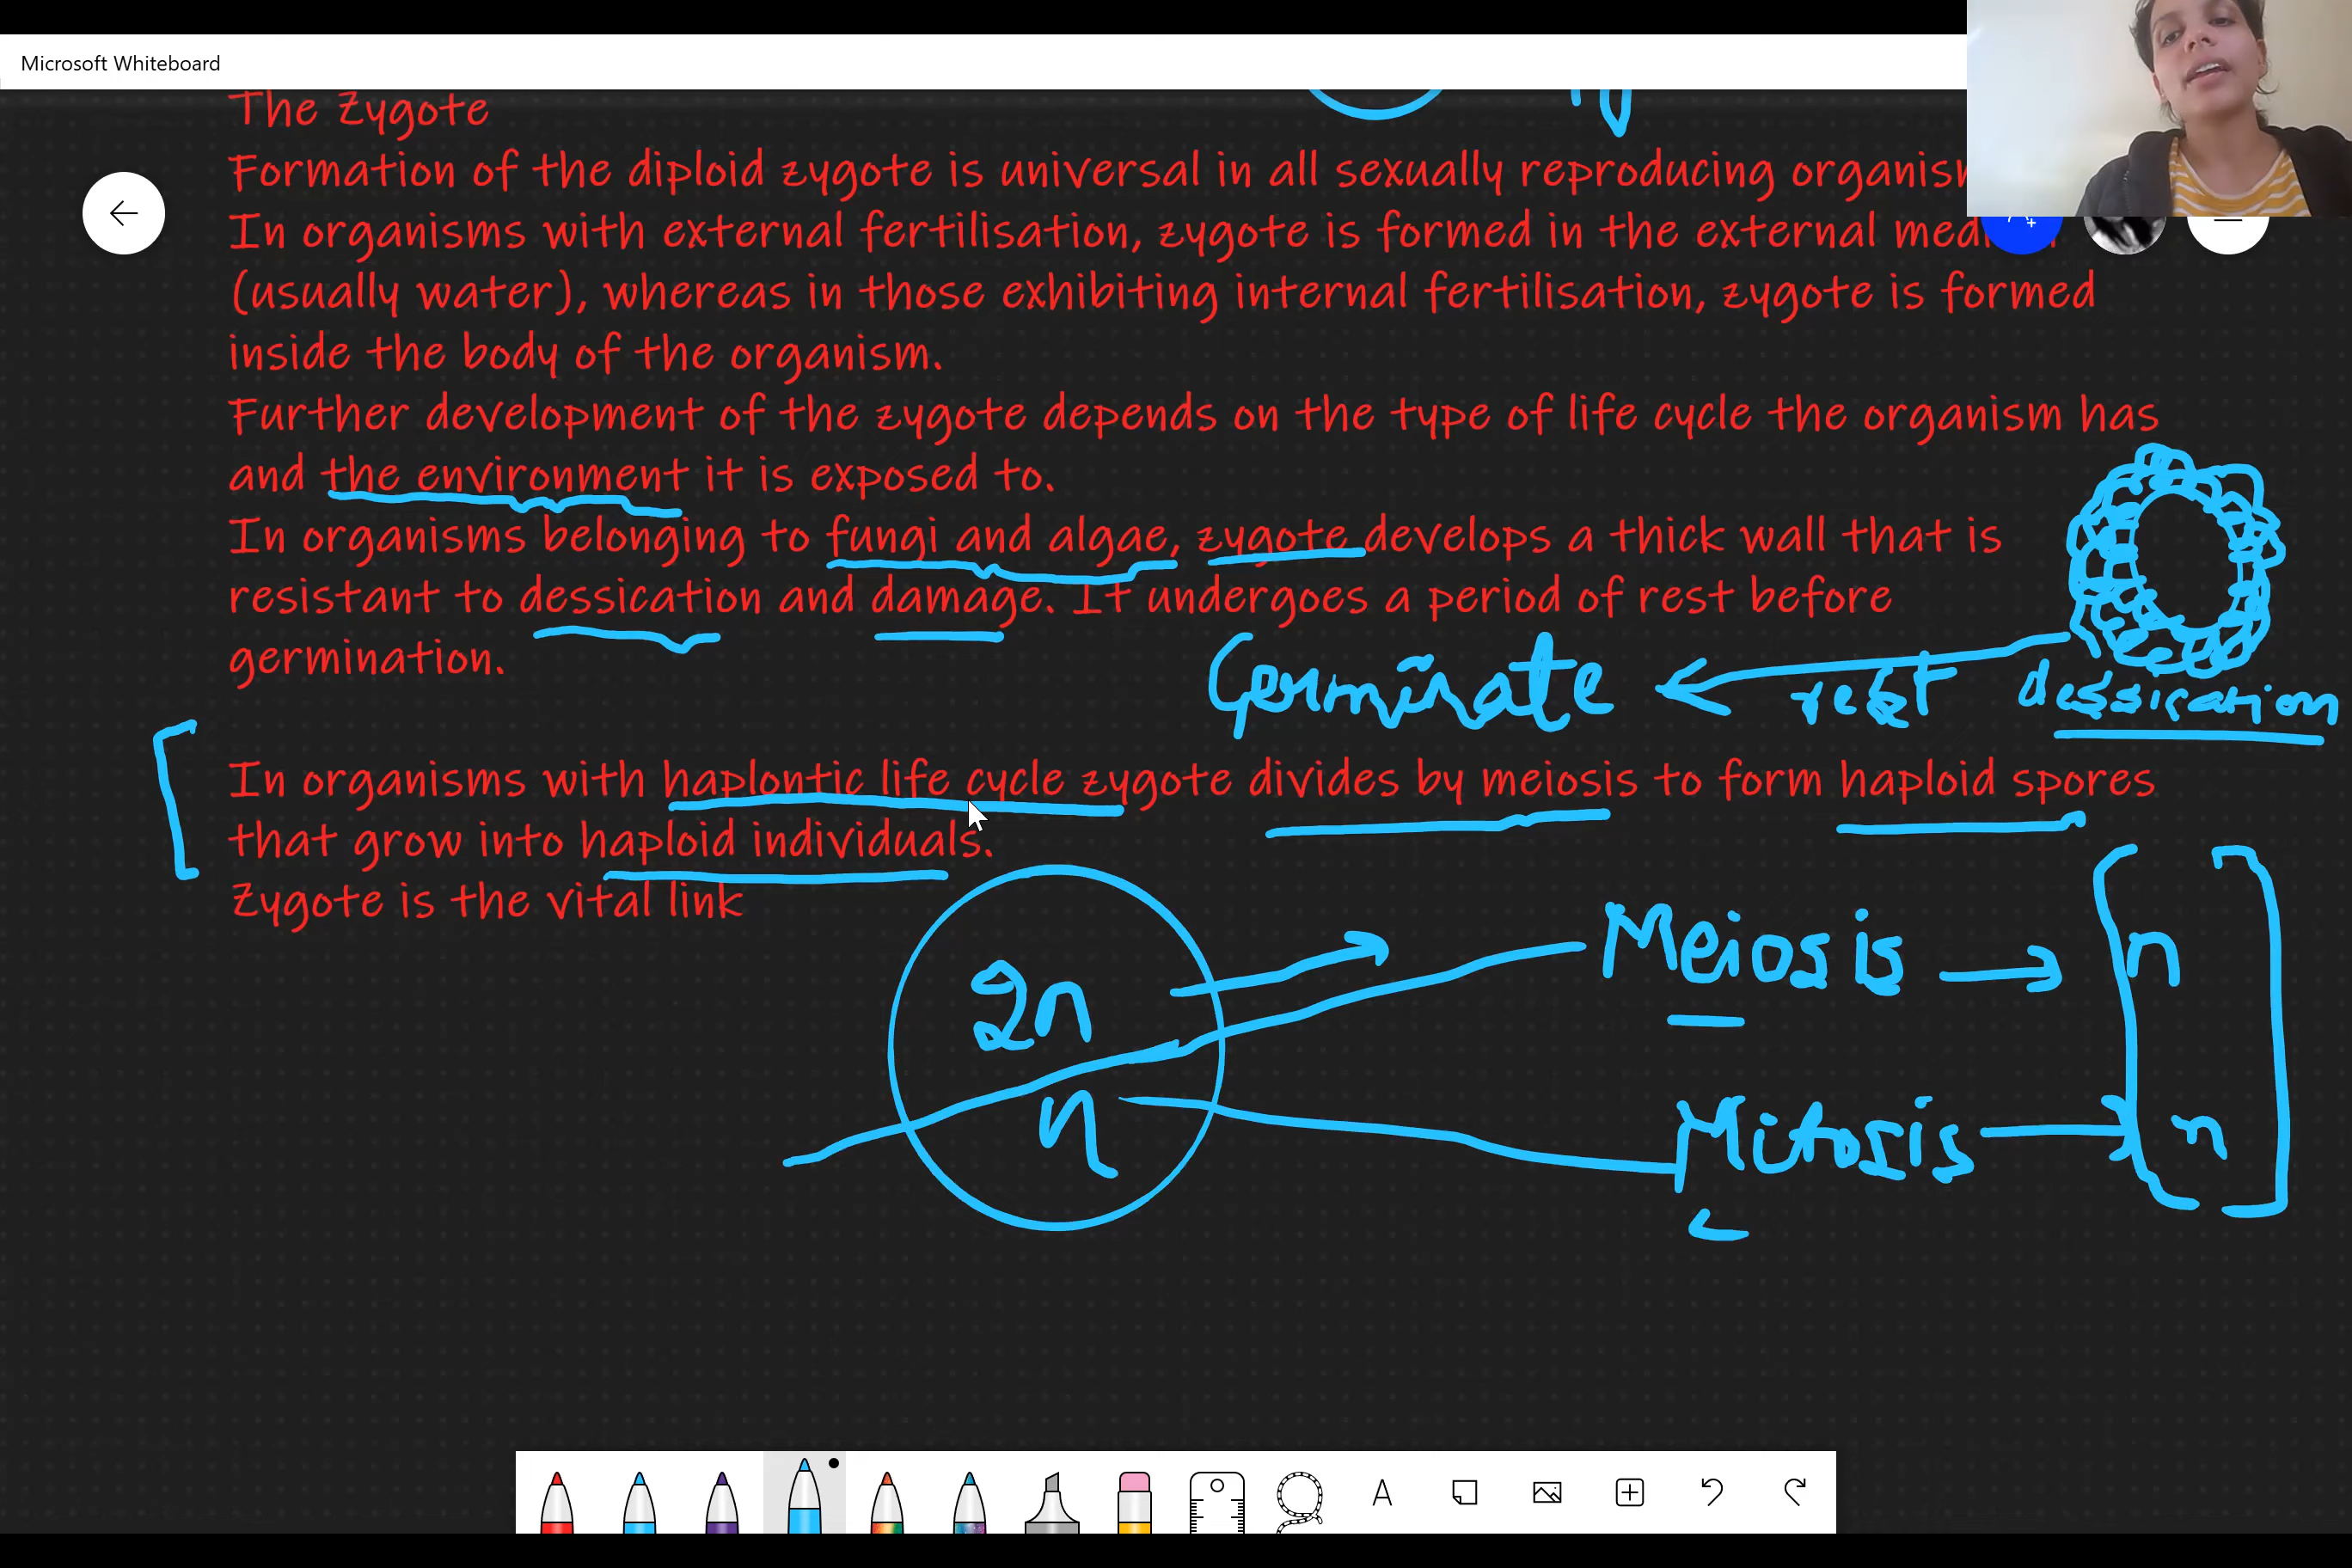 Microsoft Whiteboard
The Zygote
Formation of the diploid zygote is universal in all sexually reproducing
In organisms with external fertilisation, zygote is formed in the external
(usually water), whereas in those exhibiting internal fertilisation, zygote is formed
inside the body of the organism.
Further development of the zygote depends on the type of life cycle the organism has
and the environment it is exposed to.
In organisms belonging to fungi and algae, zygote develops a thick wall that is
resistant to dessication and damage. It undergoes a period of rest before
germination.
Germinate rest dessication
In organisms with haplontic life cycle zygote divides by meiosis to form haploid spores
that grow into haploid individuals.
Zygote is the vital link
2n Meiosis n
n Mitosis n